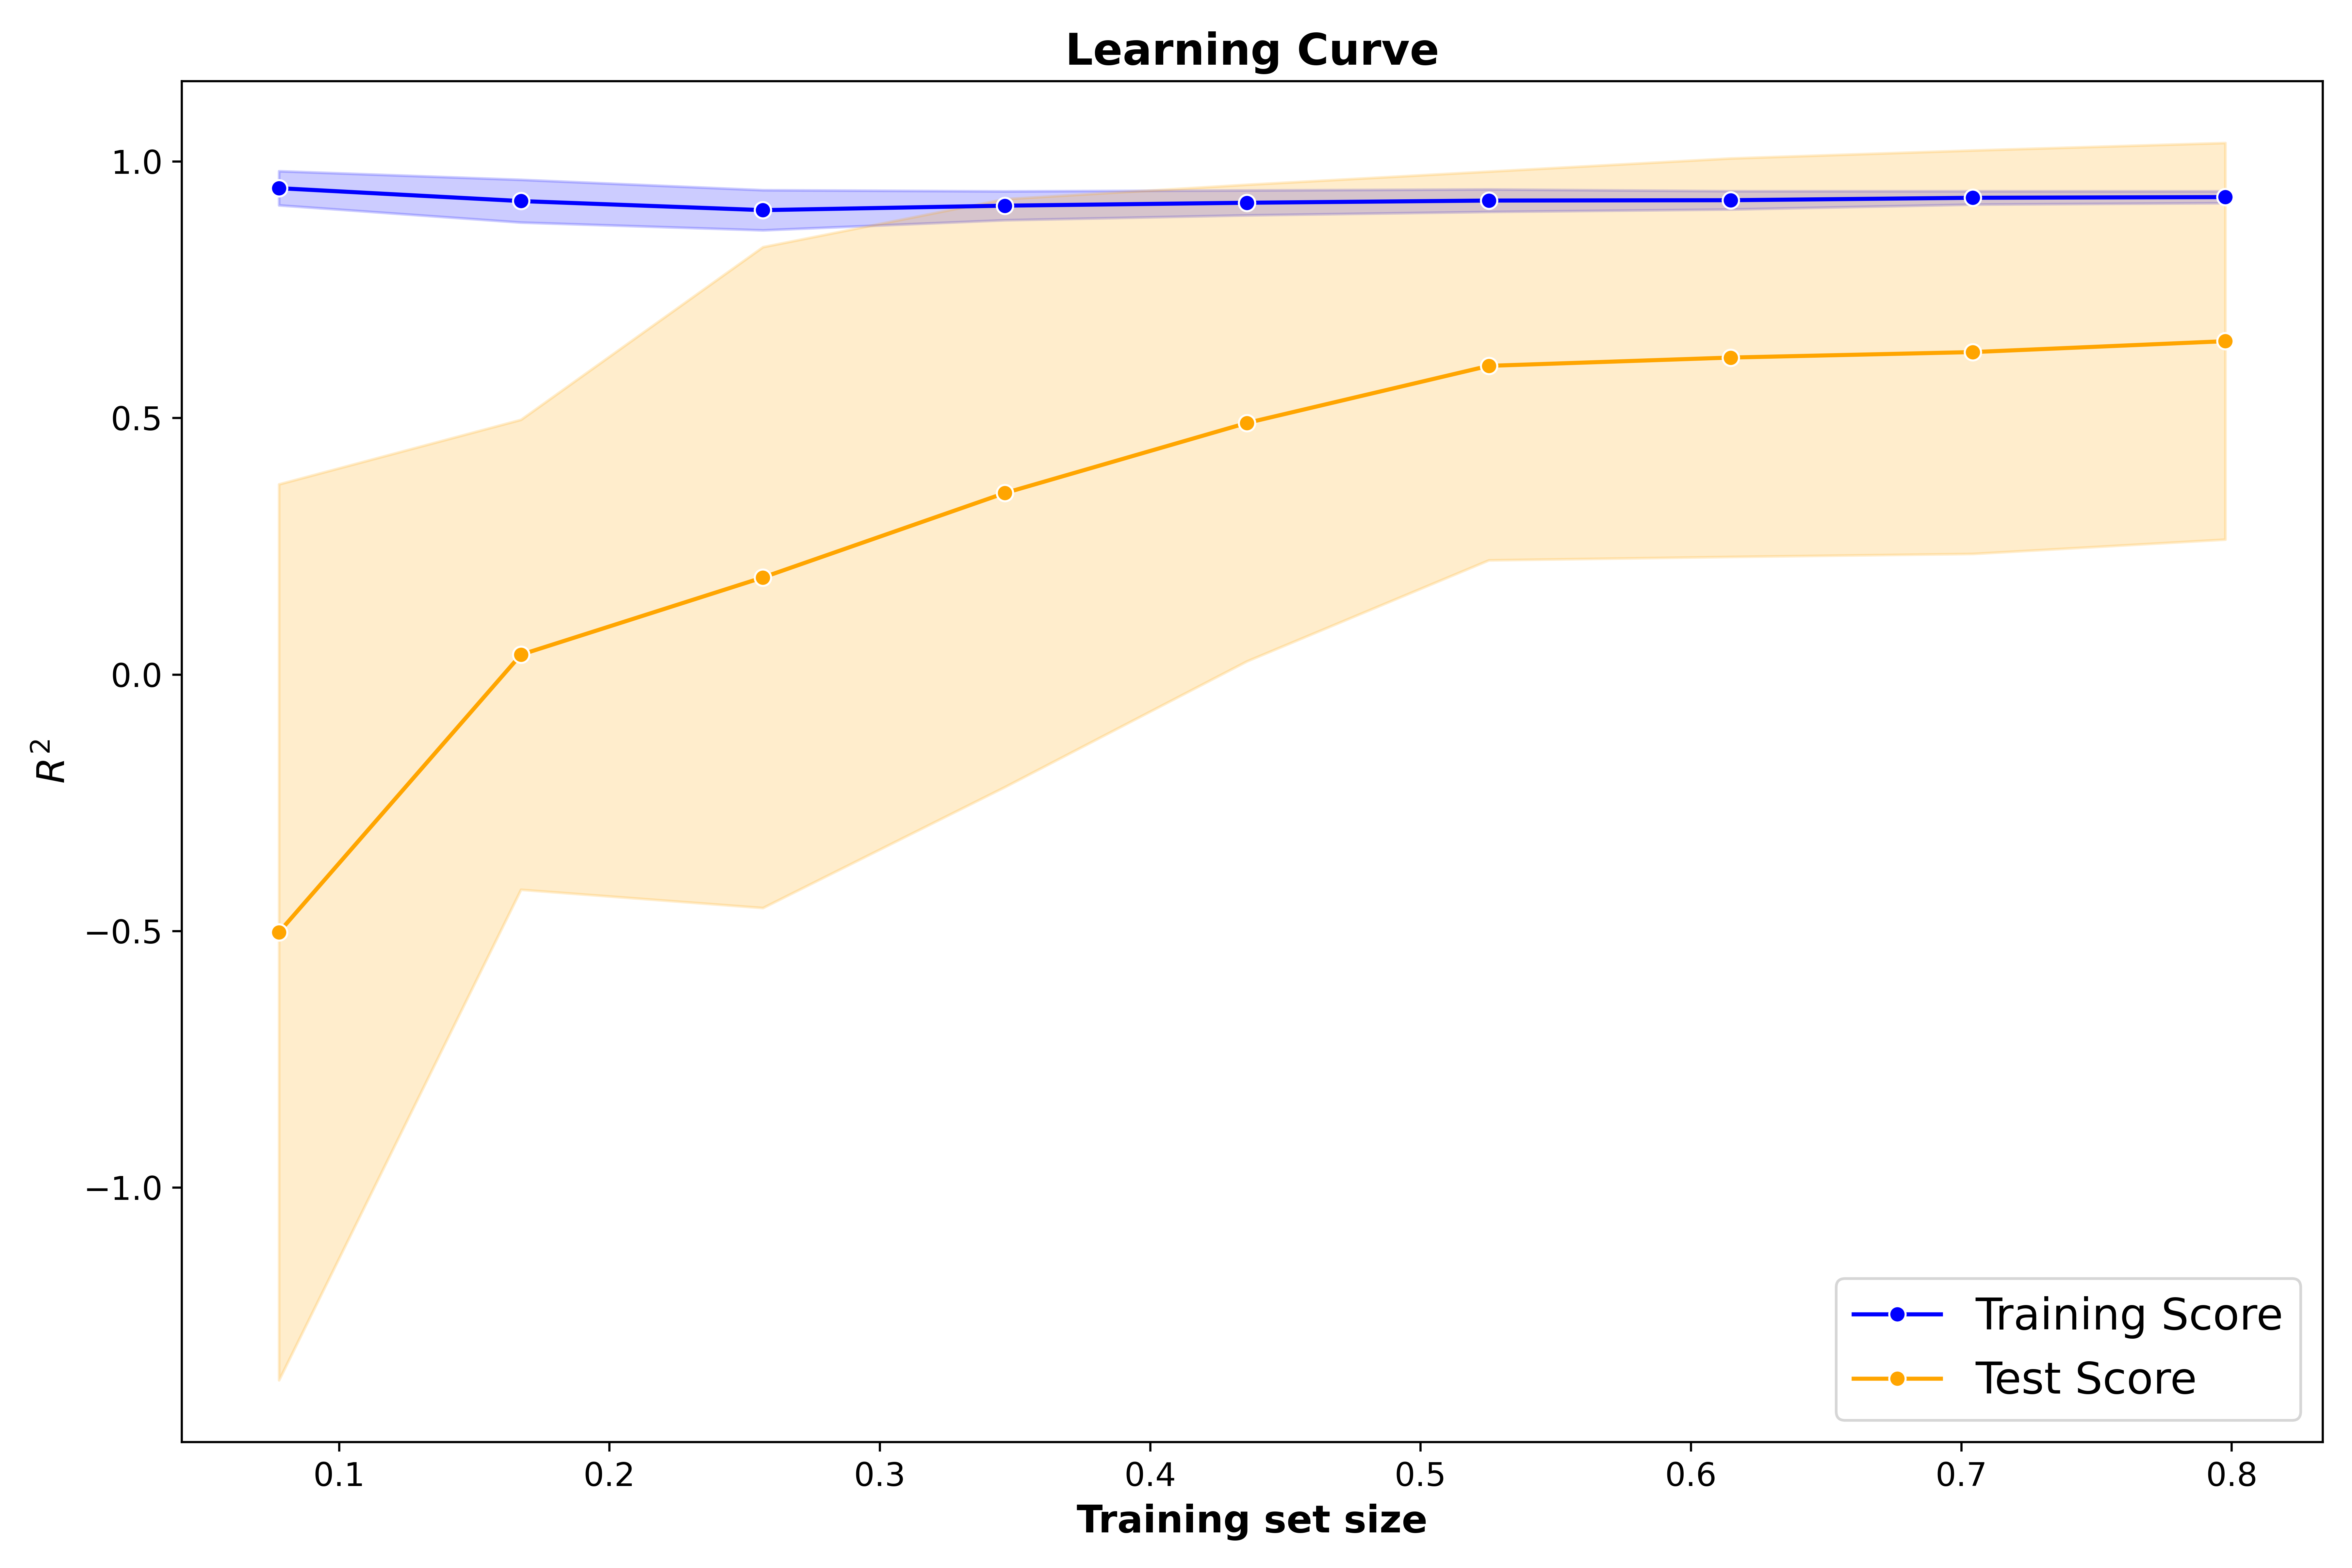 Learning Curve
1.0
0.5
0.0
−0.5
−1.0
R²
0.1 0.2 0.3 0.4 0.5 0.6 0.7 0.8
Training set size
Training Score
Test Score